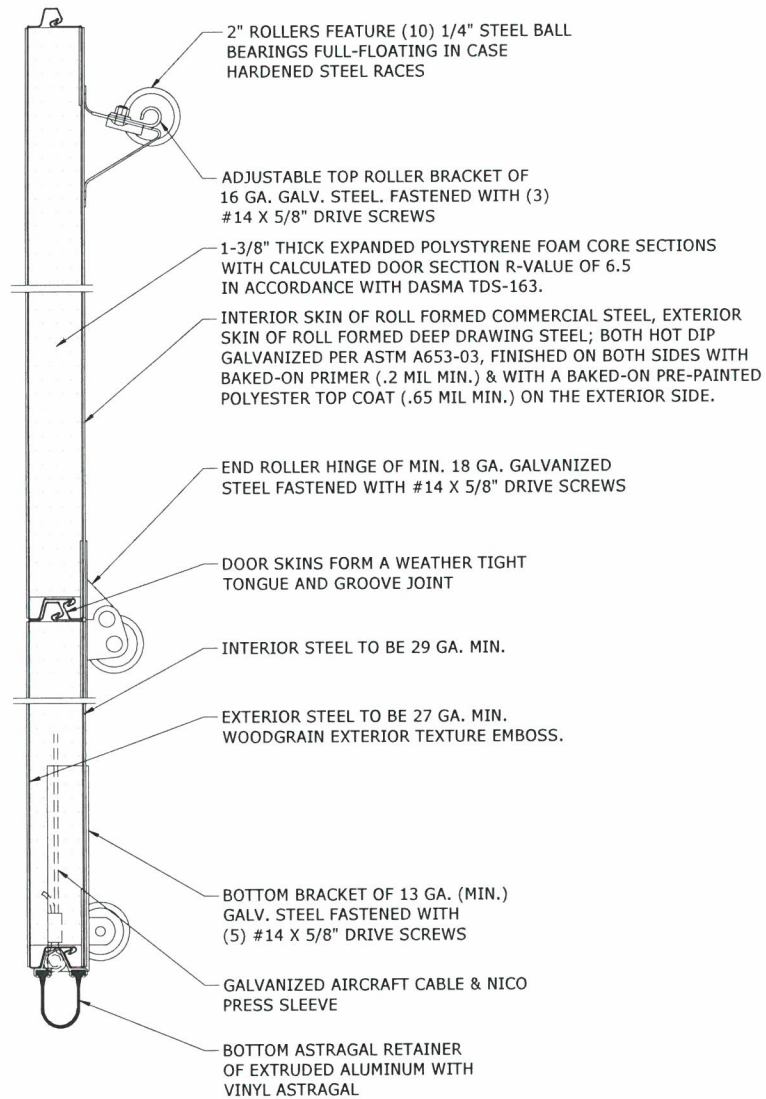 2" ROLLERS FEATURE (10) 1/4" STEEL BALL
BEARINGS FULL-FLOATING IN CASE
HARDENED STEEL RACES
ADJUSTABLE TOP ROLLER BRACKET OF
16 GA. GALV. STEEL. FASTENED WITH (3)
#14 X 5/8" DRIVE SCREWS
1-3/8" THICK EXPANDED POLYSTYRENE FOAM CORE SECTIONS
WITH CALCULATED DOOR SECTION R-VALUE OF 6.5
IN ACCORDANCE WITH DASMA TDS-163.
INTERIOR SKIN OF ROLL FORMED COMMERCIAL STEEL, EXTERIOR
SKIN OF ROLL FORMED DEEP DRAWING STEEL; BOTH HOT DIP
GALVANIZED PER ASTM A653-03, FINISHED ON BOTH SIDES WITH
BAKED-ON PRIMER (.2 MIL MIN.) & WITH A BAKED-ON PRE-PAINTED
POLYESTER TOP COAT (.65 MIL MIN.) ON THE EXTERIOR SIDE.
END ROLLER HINGE OF MIN. 18 GA. GALVANIZED
STEEL FASTENED WITH #14 X 5/8" DRIVE SCREWS
DOOR SKINS FORM A WEATHER TIGHT
TONGUE AND GROOVE JOINT
INTERIOR STEEL TO BE 29 GA. MIN.
EXTERIOR STEEL TO BE 27 GA. MIN.
WOODGRAIN EXTERIOR TEXTURE EMBOSS.
BOTTOM BRACKET OF 13 GA. (MIN.)
GALV. STEEL FASTENED WITH
(5) #14 X 5/8" DRIVE SCREWS
GALVANIZED AIRCRAFT CABLE & NICO
PRESS SLEEVE
BOTTOM ASTRAGAL RETAINER
OF EXTRUDED ALUMINUM WITH
VINYL ASTRAGAL